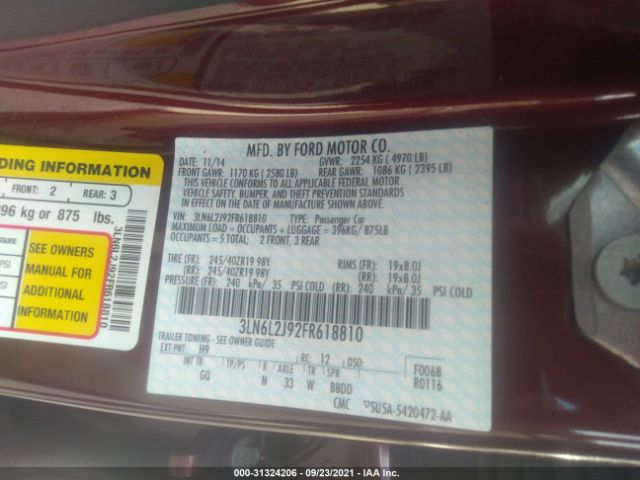 DING INFORMATION
FRONT: 2 REAR: 3
96 kg or 875 lbs.
SSURE
PSI
PSI
SEE OWNERS
MANUAL FOR
ADDITIONAL
INFORMATION
3LN6L2J92FR618810
MFD. BY FORD MOTOR CO.
DATE: 11/14 GVWR: 2254 KG ( 4970 LB)
FRONT GAWR: 1170 KG ( 2580 LB) REAR GAWR: 1086 KG ( 2395 LB)
THIS VEHICLE CONFORMS TO ALL APPLICABLE FEDERAL MOTOR
VEHICLE SAFETY, BUMPER, AND THEFT PREVENTION STANDARDS
IN EFFECT ON THE DATE OF MANUFACTURE SHOWN ABOVE.
VIN: 3LN6L2J92FR618810 TYPE: Passenger Car
MAXIMUM LOAD = OCCUPANTS + LUGGAGE = 396KG/ 875LB
OCCUPANTS = 5 TOTAL; 2 FRONT, 3 REAR
TIRE (FR): 245/40ZR19 98Y RIMS (FR): 19x8.0J
(RR): 245/40ZR19 98Y (RR): 19x8.0J
PRESSURE (FR): 240 kPa/ 35 PSI COLD (RR): 240 kPa/ 35 PSI COLD
3LN6L2J92FR618810
TRAILER TOWING - SEE OWNER GUIDE
EXT PNT: H9 RC: 12 DSO: F006B
INT TR TP/PS R AXLE TR SPR R0116
GQ N 33 W BBDD
CMC 5U5A-5420472-AA
000-31324206 - 09/23/2021 - IAA Inc.